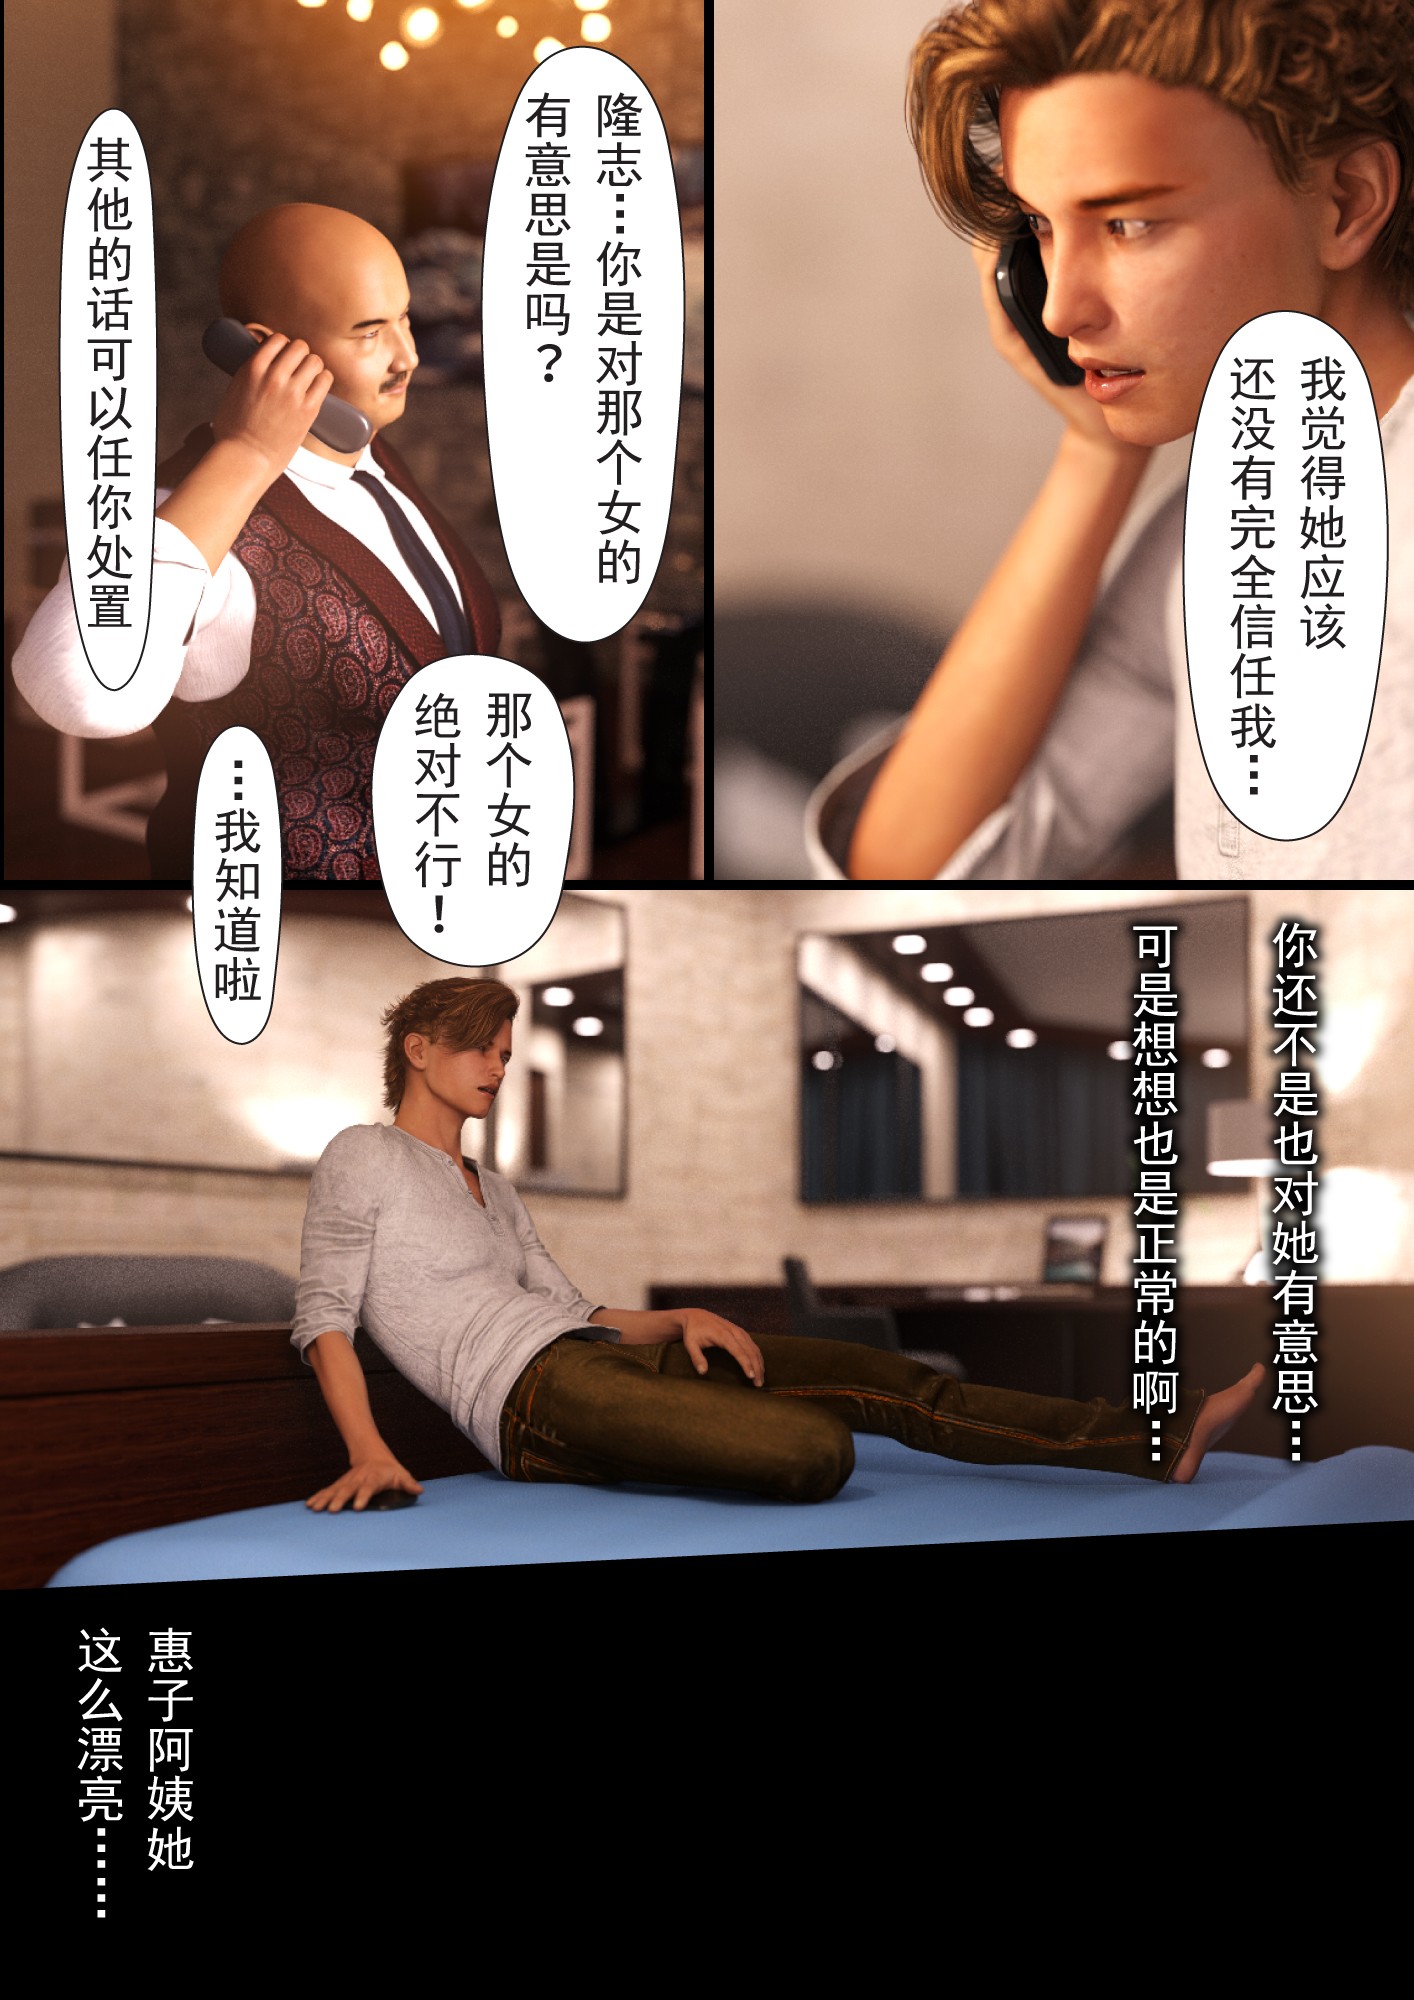 我觉得她应该
还没有完全信任我…
隆志…你是对那个女的
有意思是吗？
其他的话可以任你处置
那个女的
绝对不行！
…我知道啦
你还不是也对她有意思…
可是想想也是正常的啊…
惠子阿姨她
这么漂亮……